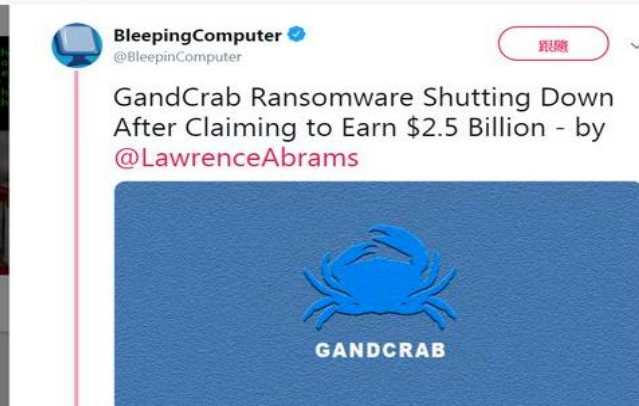 BleepingComputer
@BleepinComputer
跟隨
GandCrab Ransomware Shutting Down
After Claiming to Earn $2.5 Billion - by
@LawrenceAbrams
GANDCRAB